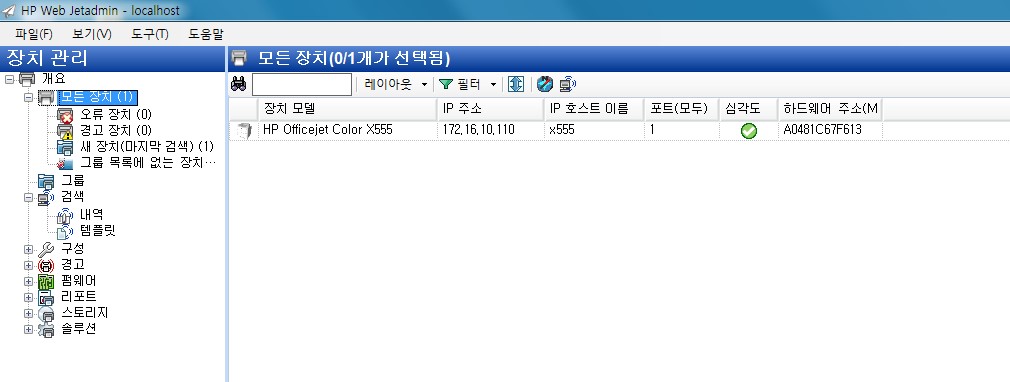 HP Web Jetadmin - localhost
파일(F) 보기(V) 도구(T) 도움말
장치 관리
모든 장치(0/1개가 선택됨)
개요
모든 장치 (1)
오류 장치 (0)
경고 장치 (0)
새 장치(마지막 검색) (1)
그룹 목록에 없는 장치…
그룹
검색
내역
템플릿
구성
경고
펌웨어
리포트
스토리지
솔루션
레이아웃 필터
장치 모델 IP 주소 IP 호스트 이름 포트(모두) 심각도 하드웨어 주소(M
HP Officejet Color X555 172,16,10,110 x555 1 A0481C67F613